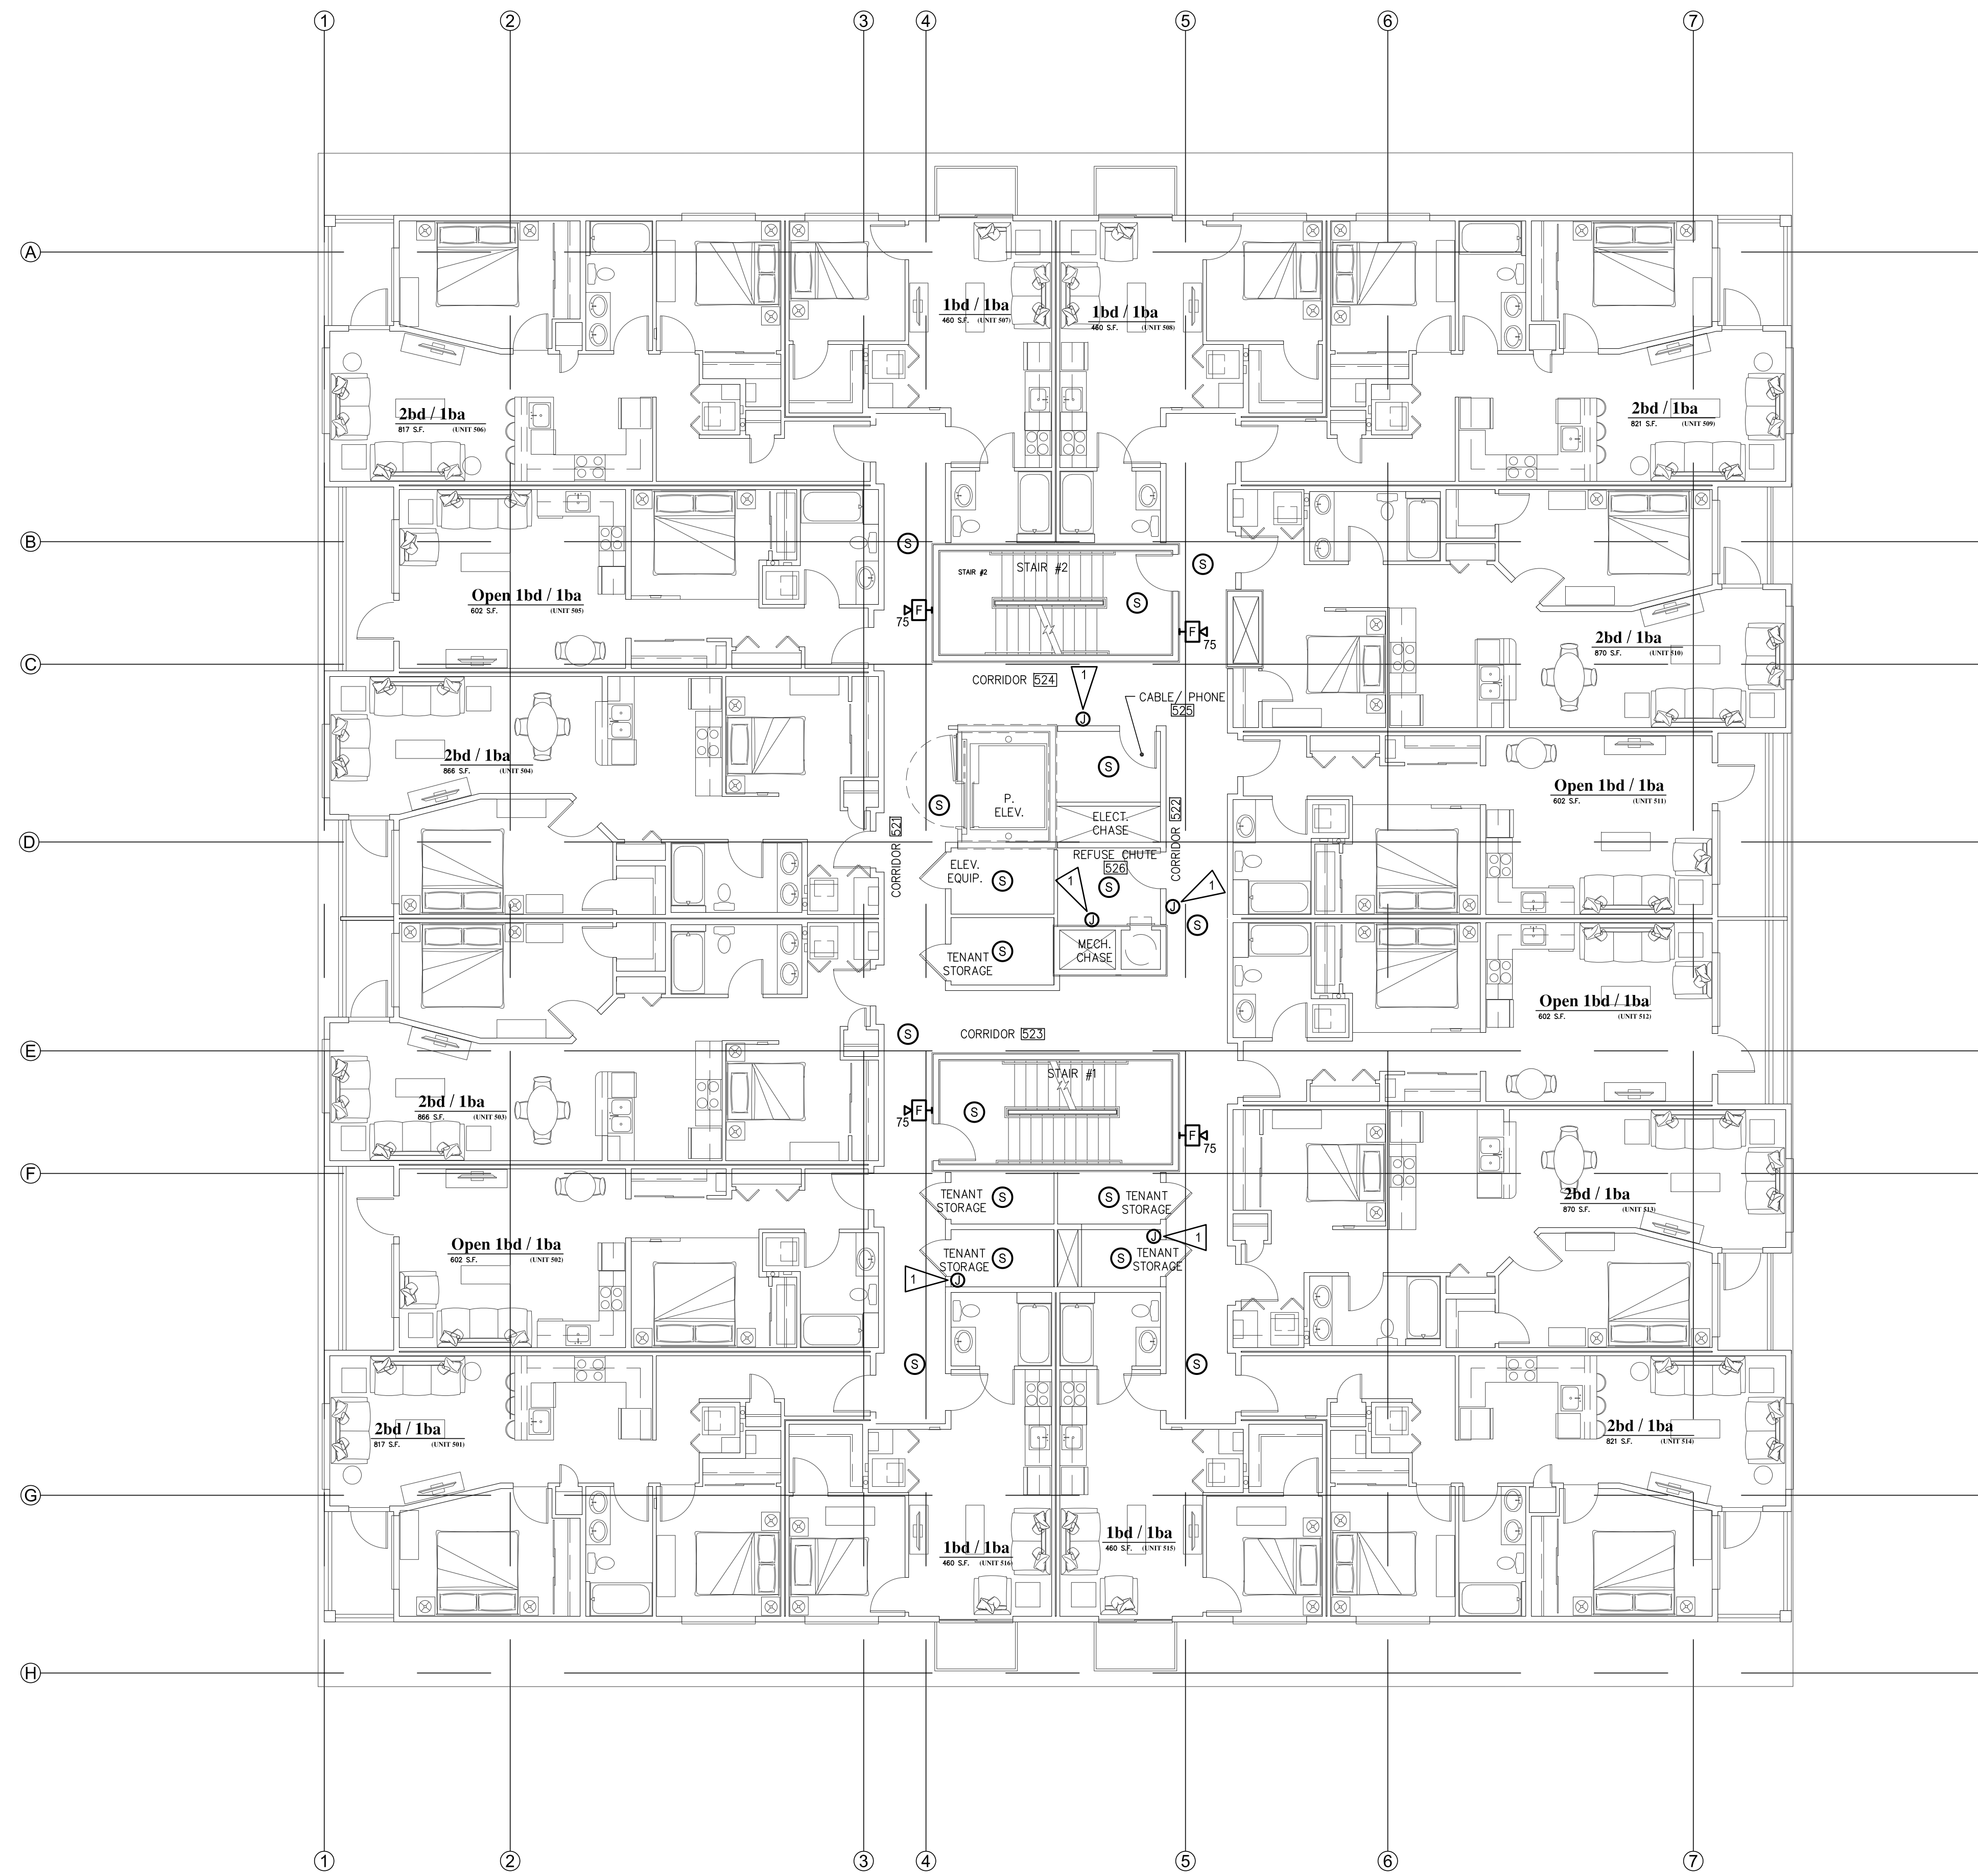 1 2 3 4 5 6 7
A
1bd / 1ba
460 S.F. (UNIT 507)
1bd / 1ba
460 S.F. (UNIT 508)
2bd / 1ba
817 S.F. (UNIT 506)
2bd / 1ba
821 S.F. (UNIT 509)
B
S
S
STAIR #2
STAIR #2
S
Open 1bd / 1ba
602 S.F. (UNIT 505)
F
75
F
75
2bd / 1ba
870 S.F. (UNIT 510)
C
CORRIDOR 524
1
J
CABLE/ PHONE
525
2bd / 1ba
866 S.F. (UNIT 504)
S
S
P.
ELEV.
ELECT.
CHASE
CORRIDOR 521
CORRIDOR 522
Open 1bd / 1ba
602 S.F. (UNIT 511)
D
REFUSE CHUTE
526
ELEV.
EQUIP.
S
1
S
1
J
J
S
TENANT
STORAGE
S
MECH.
CHASE
Open 1bd / 1ba
602 S.F. (UNIT 512)
S
CORRIDOR 523
E
STAIR #1
2bd / 1ba
866 S.F. (UNIT 503)
F
75
S
F
75
F
TENANT
STORAGE
S
S
TENANT
STORAGE
2bd / 1ba
870 S.F. (UNIT 513)
Open 1bd / 1ba
602 S.F. (UNIT 502)
TENANT
STORAGE
S
J
1
S
TENANT
STORAGE
1
J
S
S
2bd / 1ba
817 S.F. (UNIT 501)
2bd / 1ba
821 S.F. (UNIT 514)
G
1bd / 1ba
460 S.F. (UNIT 516)
1bd / 1ba
460 S.F. (UNIT 515)
H
1 2 3 4 5 6 7